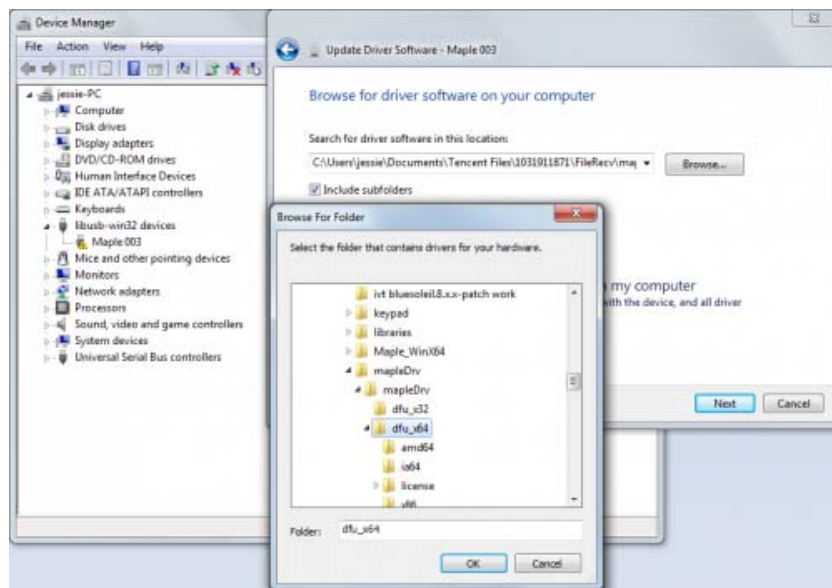 Device Manager
File Action View Help
jessie-PC
Computer
Disk drives
Display adapters
DVD/CD-ROM drives
Human Interface Devices
IDE ATA/ATAPI controllers
Keyboards
libusb-win32 devices
Maple 003
Mice and other pointing devices
Monitors
Network adapters
Processors
Sound, video and game controllers
System devices
Universal Serial Bus controllers
Update Driver Software - Maple 003
Browse for driver software on your computer
Search for driver software in this location:
C:\Users\jessie\Documents\Tencent Files\1031911871\FileRecv\maj
Browse...
Include subfolders
my computer
with the device, and all driver
Next Cancel
Browse For Folder
Select the folder that contains drivers for your hardware.
ivt bluesoleil.8.x.x-patch work
keypad
libraries
Maple_WinX64
mapleDrv
mapleDrv
dfu_x32
dfu_x64
amd64
ia64
license
x86
Folder: dfu_x64
OK Cancel